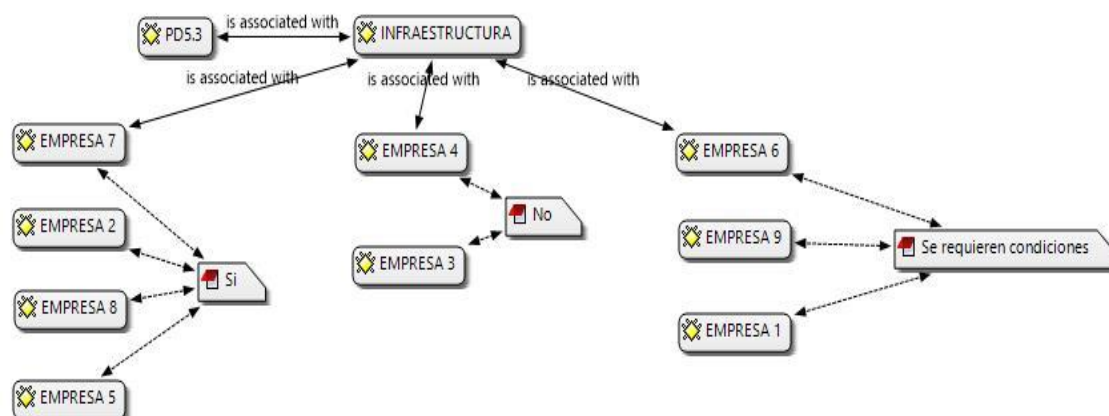 is associated with
PD5.3
INFRAESTRUCTURA
is associated with
is associated with
is associated with
EMPRESA 7
EMPRESA 4
EMPRESA 6
EMPRESA 2
No
EMPRESA 9
Se requieren condiciones
EMPRESA 3
Si
EMPRESA 8
EMPRESA 1
EMPRESA 5